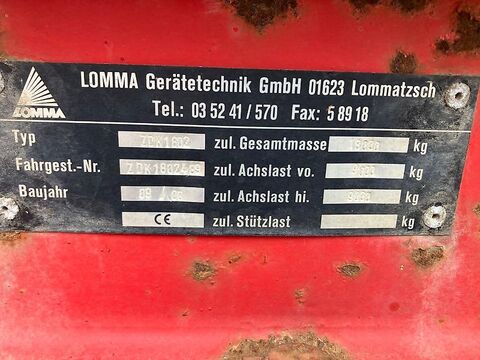 LOMMA Gerätetechnik GmbH 01623 Lommatzsch
LOMMA
Tel.: 03 52 41 / 570 Fax: 5 89 18
Typ zul. Gesamtmasse kg
Fahrgest.-Nr. zul. Achslast vo. kg
Baujahr zul. Achslast hi. kg
CE zul. Stützlast kg